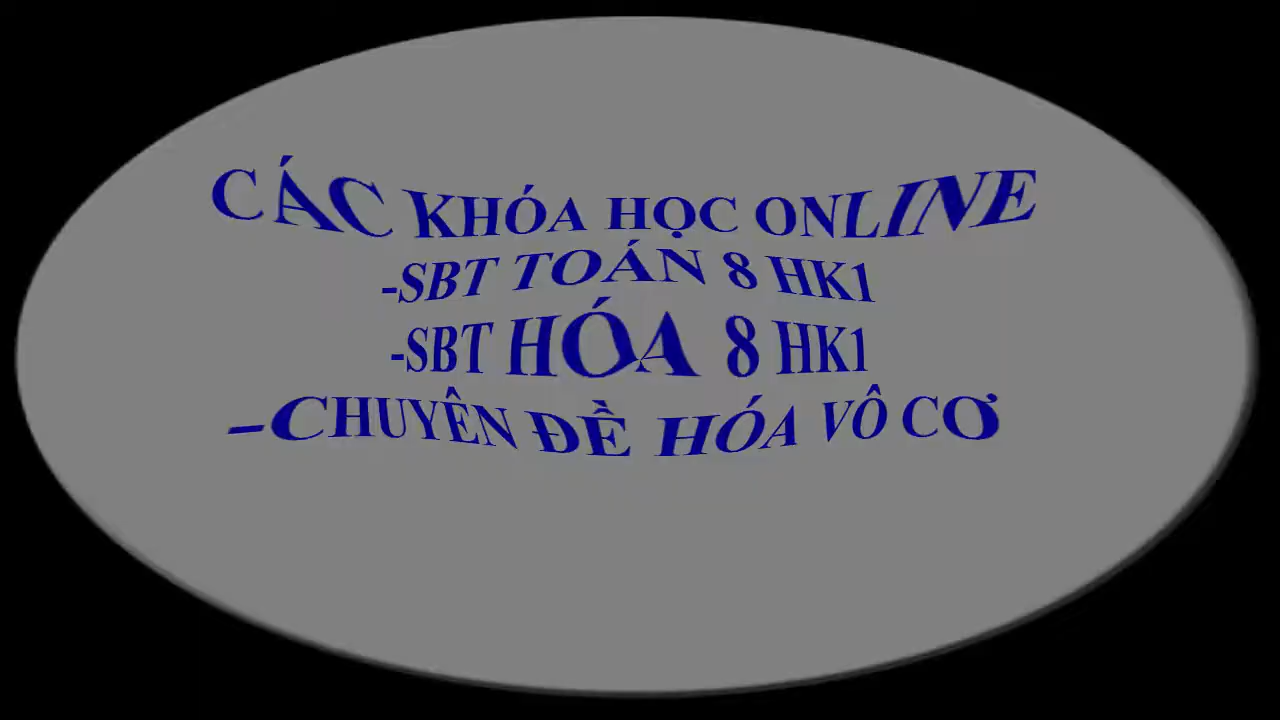 CÁC KHÓA HỌC ONLINE
-SBT TOÁN 8 HK1
-SBT HÓA 8 HK1
-CHUYÊN ĐỀ HÓA VÔ CƠ